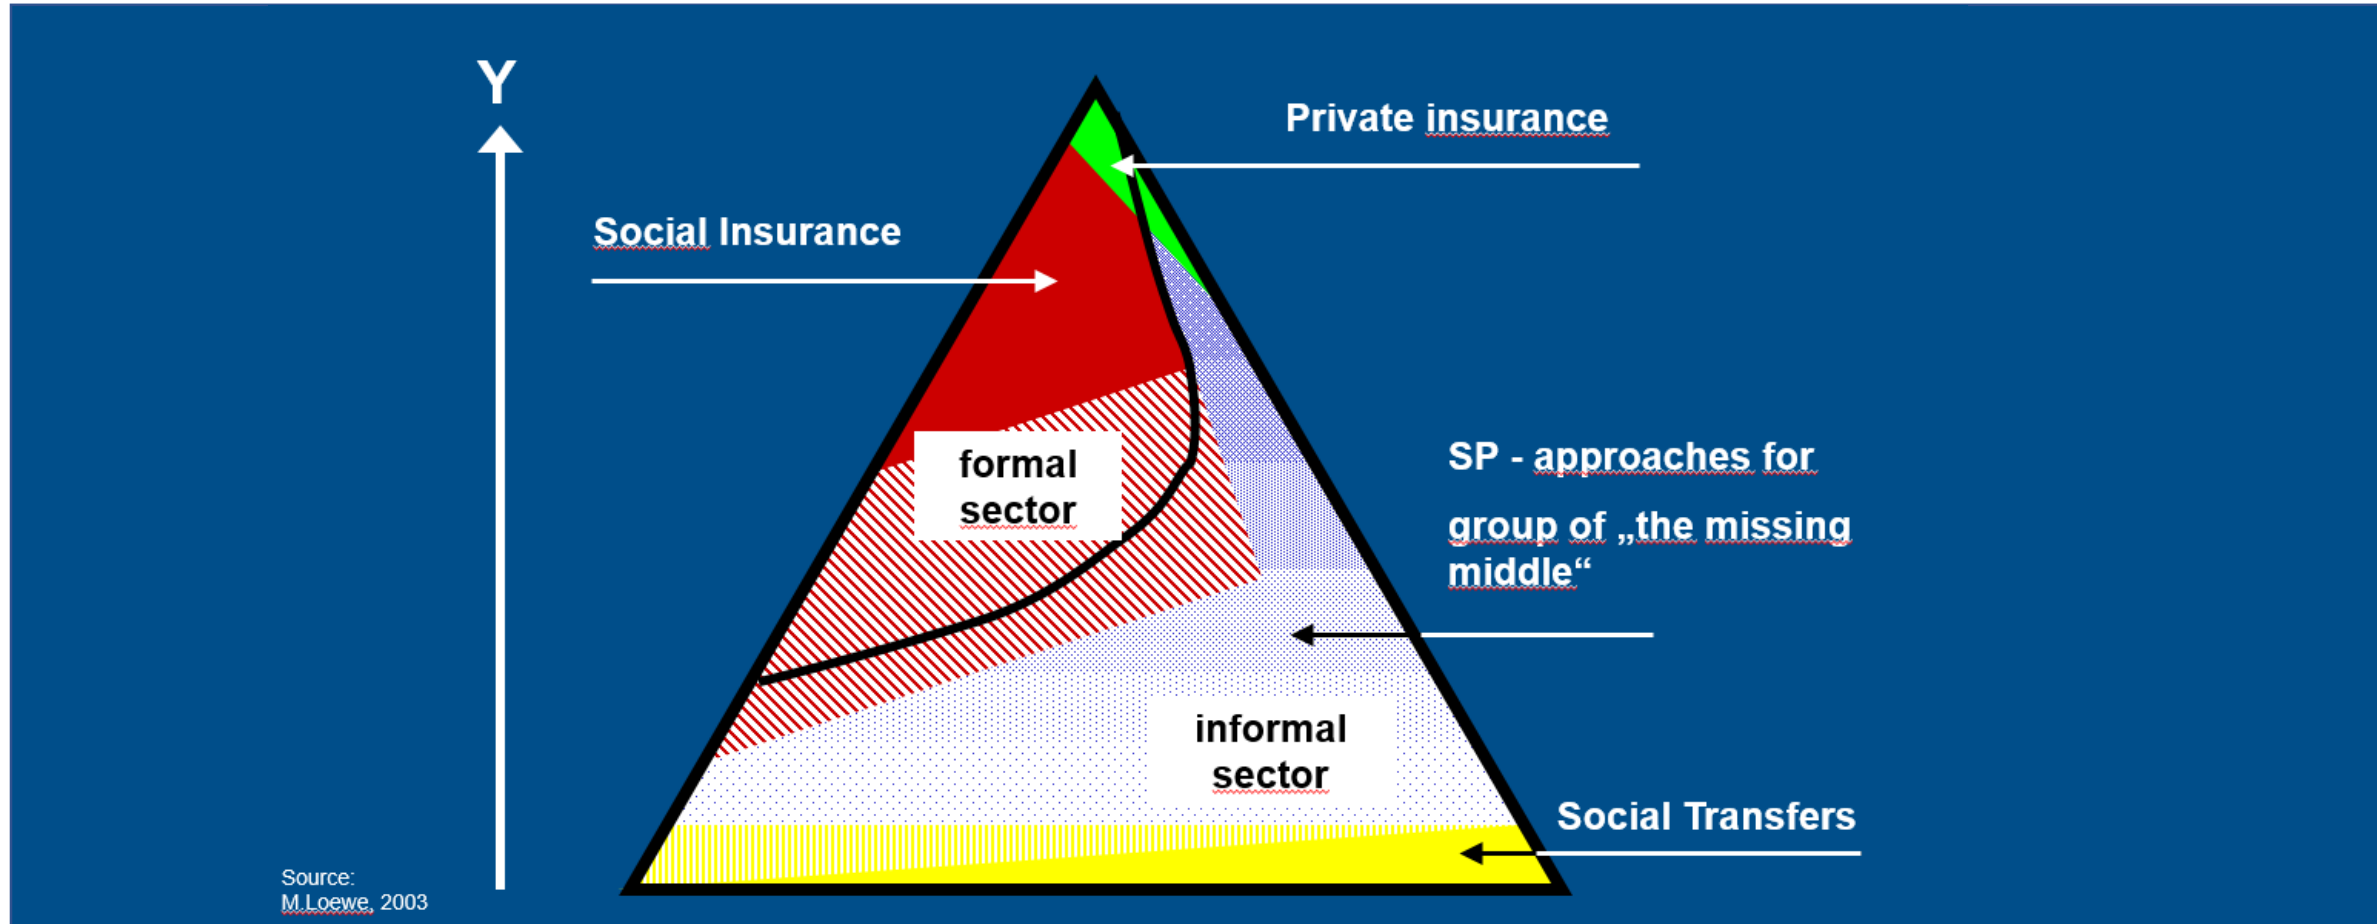 Y
Private insurance
Social Insurance
formal
sector
SP - approaches for
group of „the missing
middle“
informal
sector
Social Transfers
Source:
M.Loewe, 2003